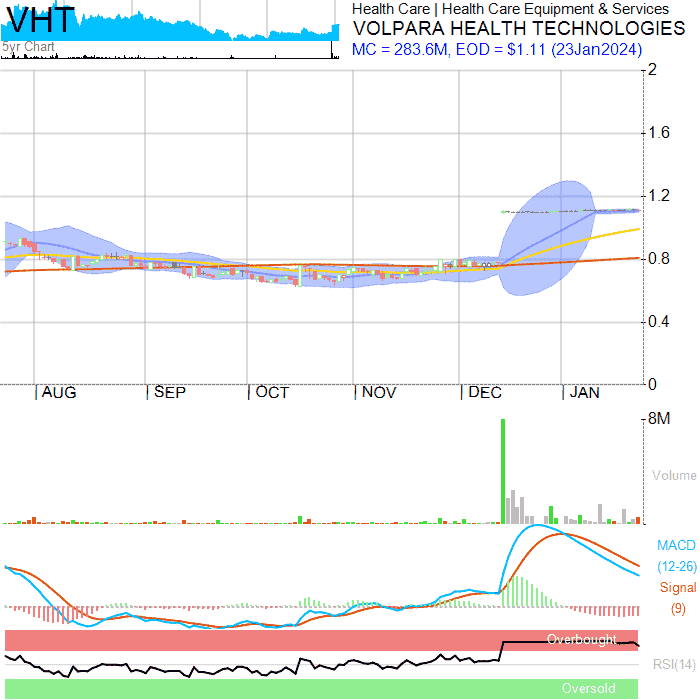 VHT
5yr Chart
Health Care | Health Care Equipment & Services
VOLPARA HEALTH TECHNOLOGIES
MC = 283.6M, EOD = $1.11 (23Jan2024)
2
1.6
1.2
0.8
0.4
0
| AUG | SEP | OCT | NOV | DEC | JAN
8M
Volume
MACD
(12-26)
Signal
(9)
Overbought
RSI(14)
Oversold